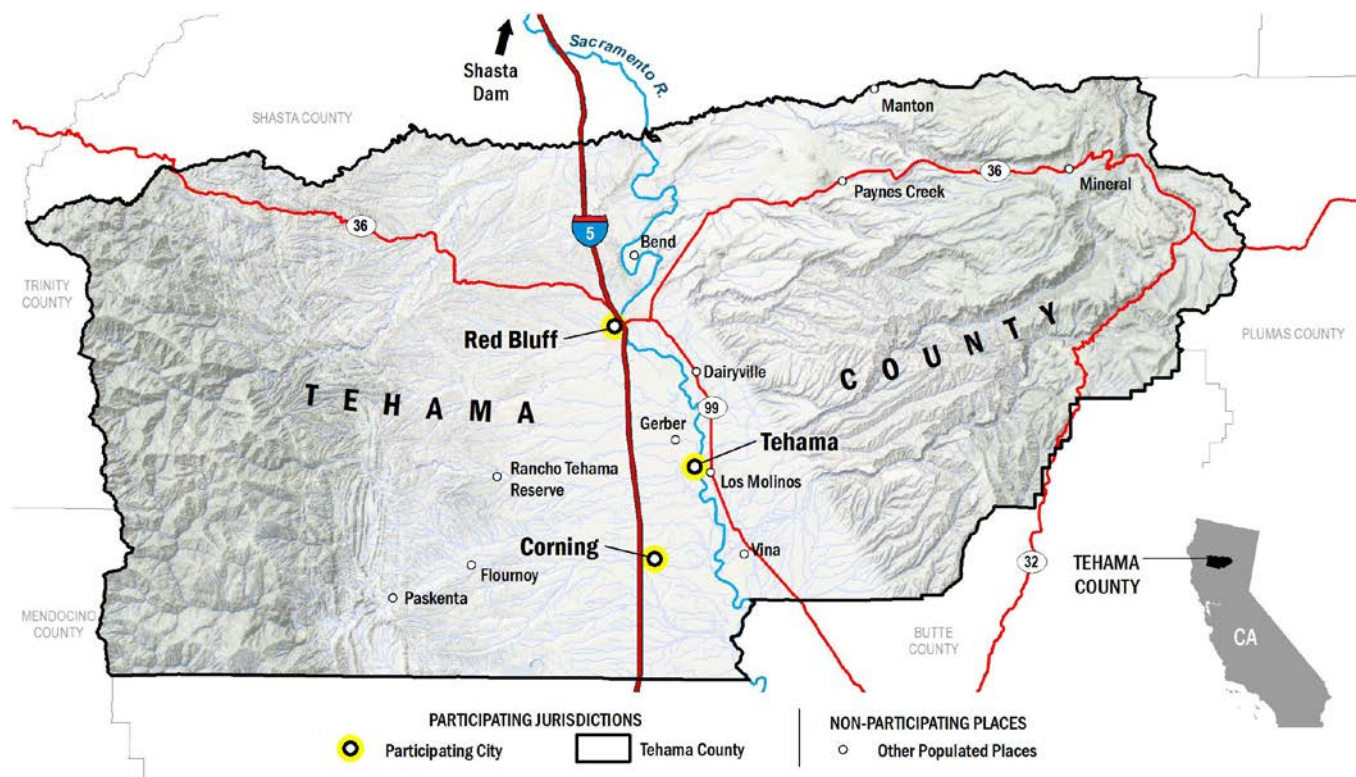 Shasta
Dam
Sacramento R.
SHASTA COUNTY
Manton
36
Mineral
Paynes Creek
36
5
Bend
TRINITY
COUNTY
PLUMAS COUNTY
Red Bluff
TEHAMA
COUNTY
Dairyville
99
Gerber
Tehama
Rancho Tehama
Reserve
Los Molinos
Corning
Vina
Flournoy
Paskenta
32
TEHAMA
COUNTY
MENDOCINO
COUNTY
BUTTE
COUNTY
CA
PARTICIPATING JURISDICTIONS
Participating City
Tehama County
NON-PARTICIPATING PLACES
Other Populated Places